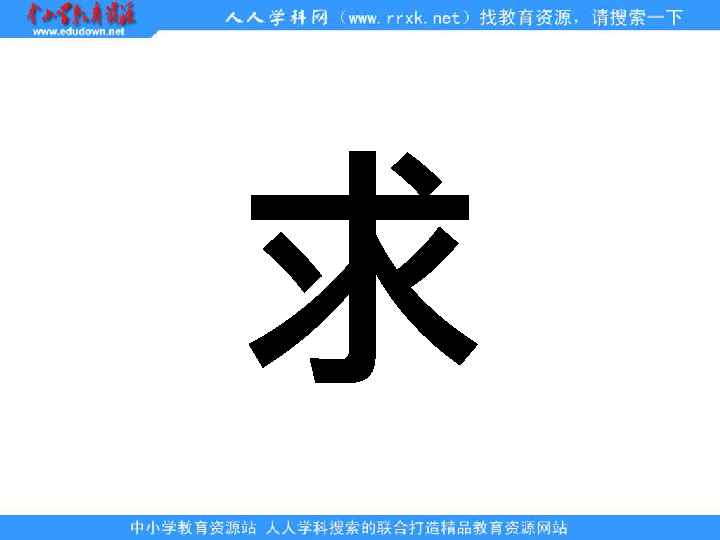 中小学教育资源
www.edudown.net
人人学科网（www.rrxk.net）找教育资源，请搜索一下
求
中小学教育资源站 人人学科搜索的联合打造精品教育资源网站